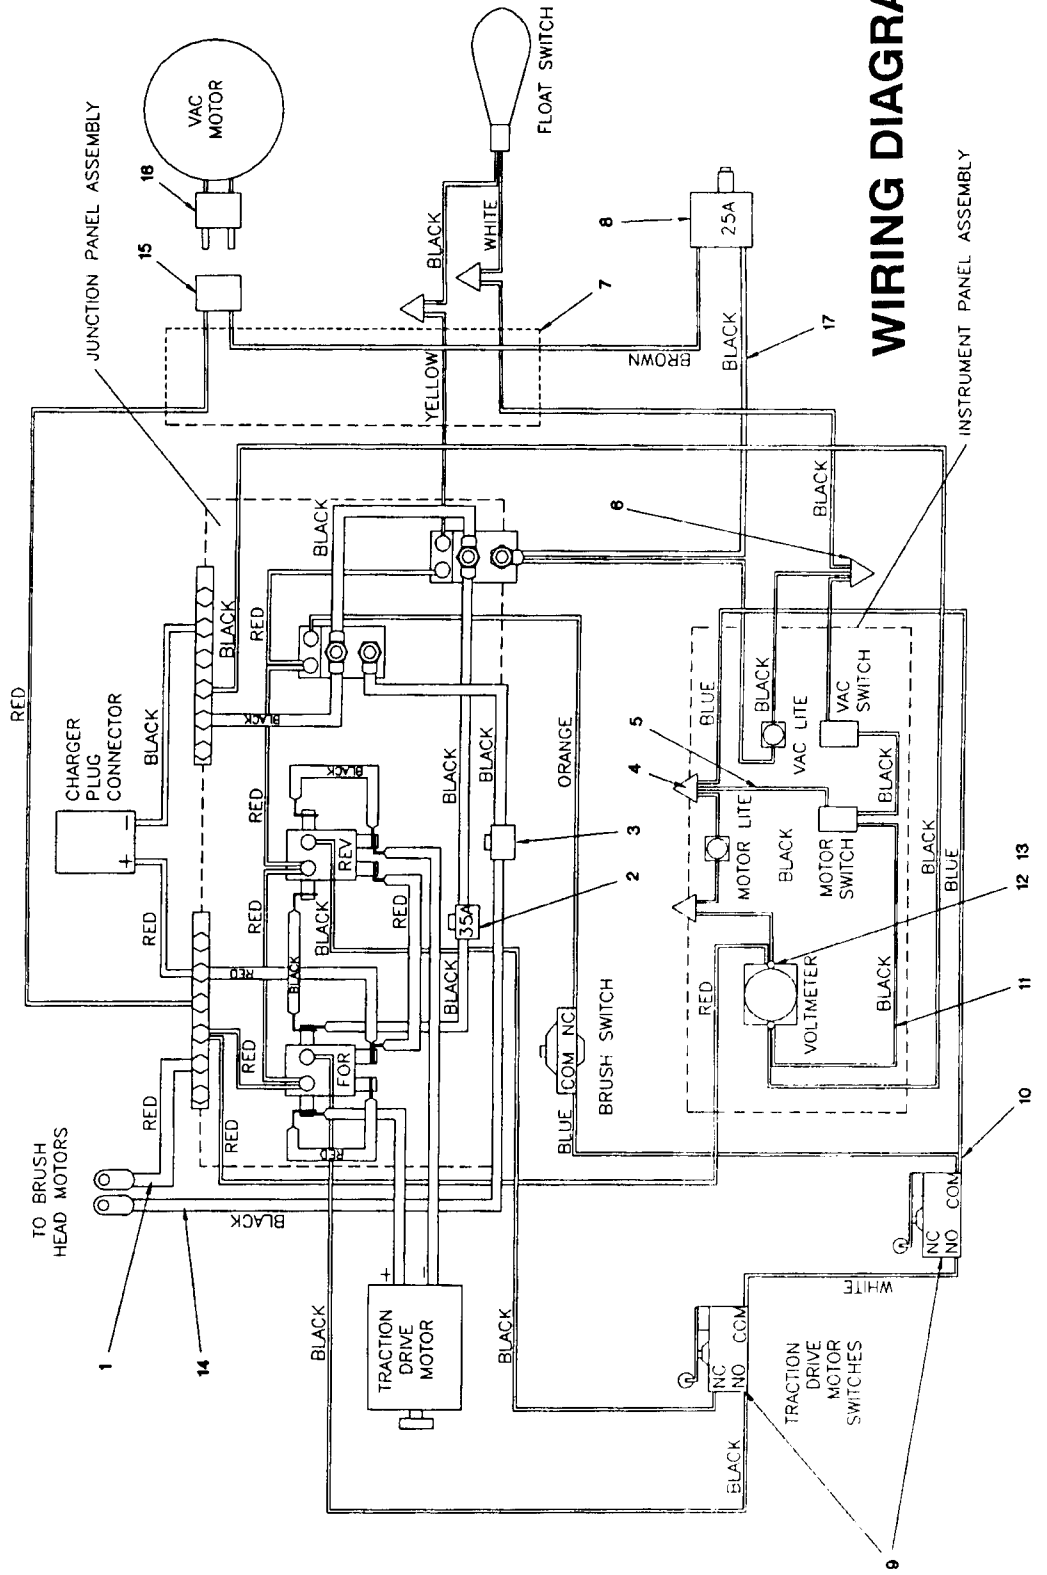 WIRING DIAGRA
JUNCTION PANEL ASSEMBLY
VAC
MOTOR
FLOAT SWITCH
16
15
BLACK
WHITE
8
25A
7
YELLOW
BROWN
BLACK
17
INSTRUMENT PANEL ASSEMBLY
RED
CHARGER
PLUG
CONNECTOR
BLACK
RED
- +
BLACK
RED
BLACK
BLACK
RED
BLACK
REV
RED
BLACK
RED
BLACK
RED
FOR
RED
RED
RED
RED
BLACK
BLACK
35A
BLACK
2
3
ORANGE
6
BLACK
5
4
BLUE
BLACK
VAC LITE
VAC
SWITCH
MOTOR LITE
BLACK
MOTOR
SWITCH
BLACK
BLACK
BLUE
12 13
RED
VOLTMETER
BLACK
11
COM NC
BRUSH SWITCH
BLUE
10
TO BRUSH
HEAD MOTORS
1
14
BLACK
BLACK
+ -
TRACTION
DRIVE
MOTOR
BLACK
NC
NO COM
WHITE
NC
NO COM
TRACTION
DRIVE
MOTOR
SWITCHES
BLACK
9